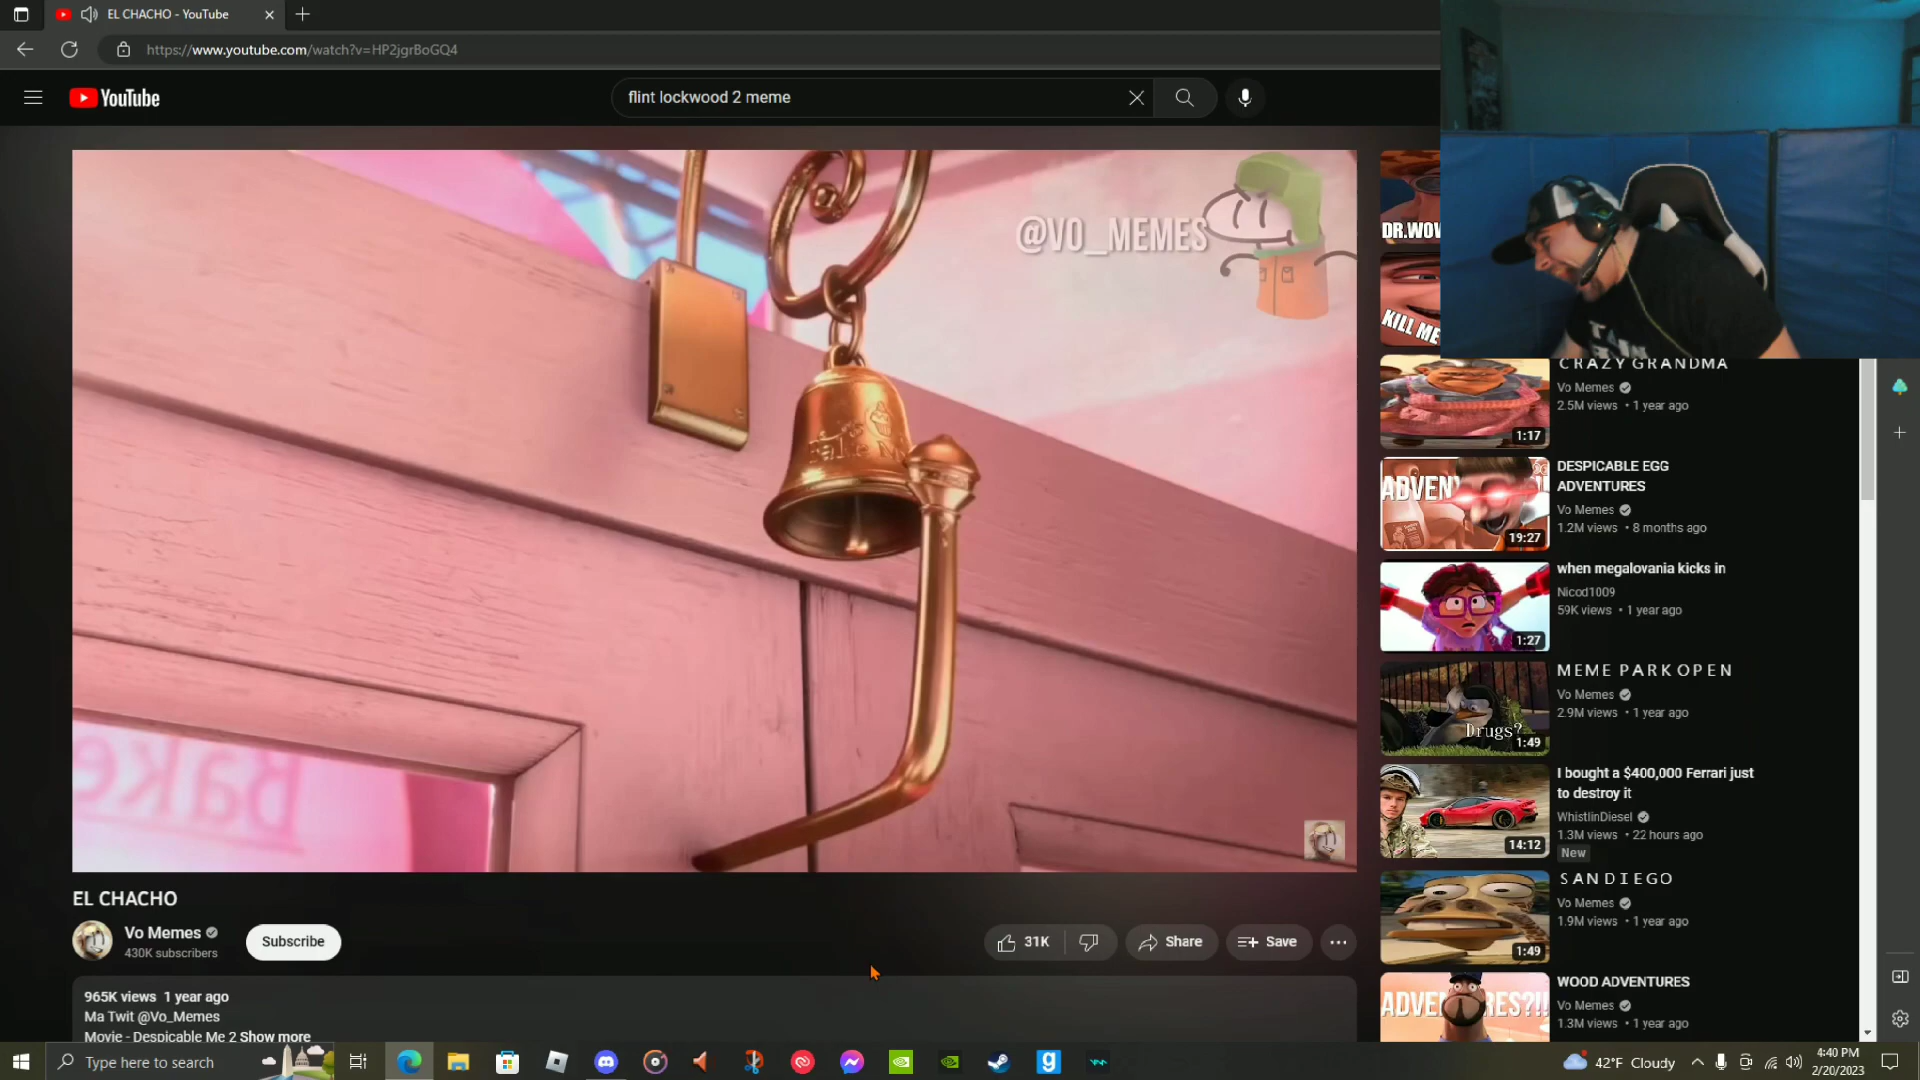 EL CHACHO - YouTube
https://www.youtube.com/watch?v=HP2jgrBoGQ4
YouTube
flint lockwood 2 meme
@VO_MEMES
Bake
EL CHACHO
Vo Memes
430K subscribers
Subscribe
31K
Share
Save
965K views 1 year ago
Ma Twit @Vo_Memes
Movie - Despicable Me 2 Show more
DR.WOW
KILL ME
CRAZY GRANDMA
Vo Memes
2.5M views • 1 year ago
1:17
DESPICABLE EGG
ADVENTURES
Vo Memes
1.2M views • 8 months ago
19:27
when megalovania kicks in
Nicod1009
59K views • 1 year ago
1:27
MEME PARK OPEN
Vo Memes
2.9M views • 1 year ago
Drugs?
1:49
I bought a $400,000 Ferrari just
to destroy it
WhistlinDiesel
1.3M views • 22 hours ago
14:12
New
SAN DIEGO
Vo Memes
1.9M views • 1 year ago
1:49
WOOD ADVENTURES
Vo Memes
1.3M views • 1 year ago
Type here to search
42°F Cloudy
4:40 PM
2/20/2023